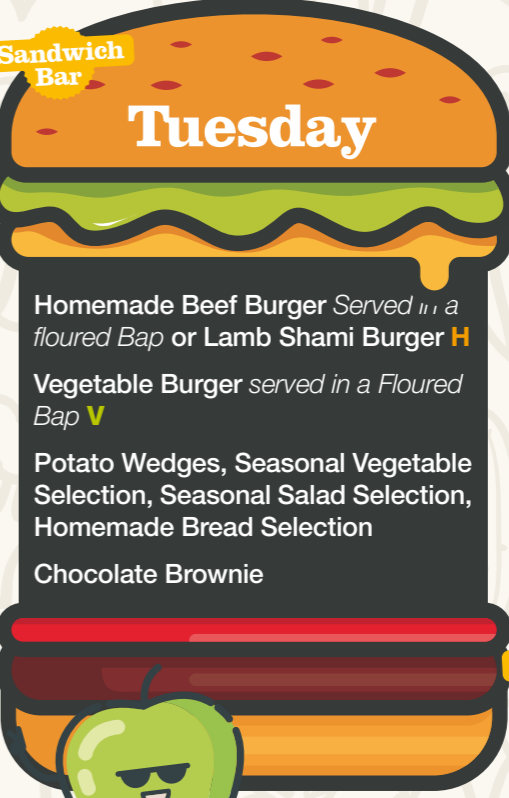 Sandwich
Bar
Tuesday
Homemade Beef Burger Served in a
floured Bap or Lamb Shami Burger H
Vegetable Burger served in a Floured
Bap V
Potato Wedges, Seasonal Vegetable
Selection, Seasonal Salad Selection,
Homemade Bread Selection
Chocolate Brownie